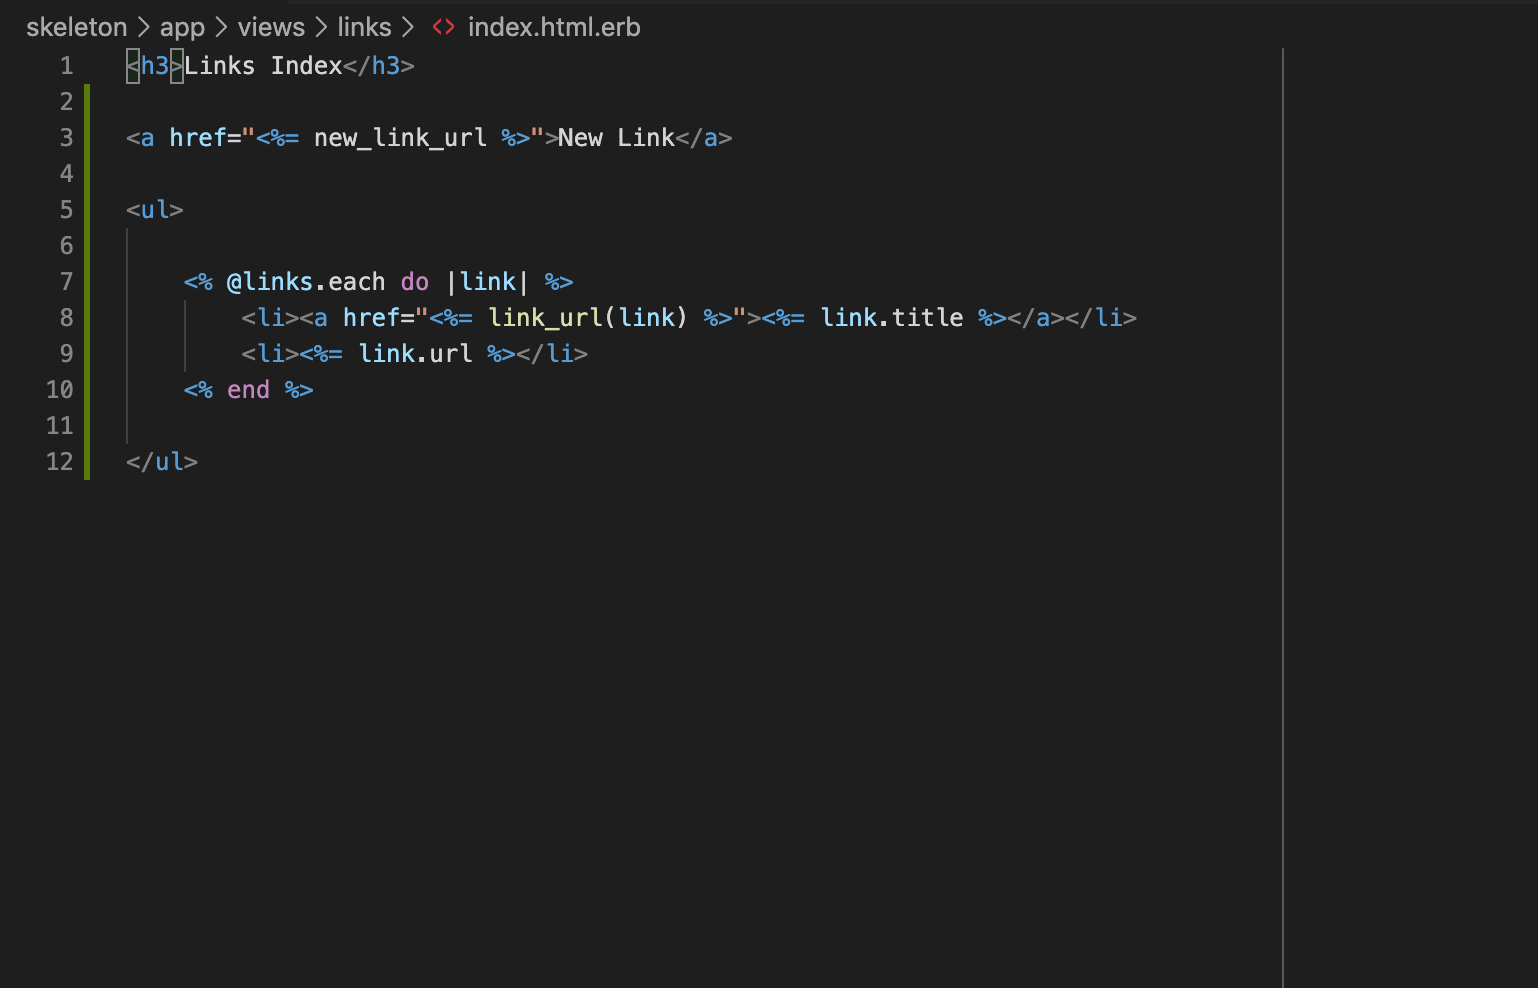 skeleton > app > views > links > <> index.html.erb
1 <h3>Links Index</h3>
2
3 <a href="<%= new_link_url %>">New Link</a>
4
5 <ul>
6
7     <% @links.each do |link| %>
8         <li><a href="<%= link_url(link) %>"><%= link.title %></a></li>
9         <li><%= link.url %></li>
10     <% end %>
11
12 </ul>